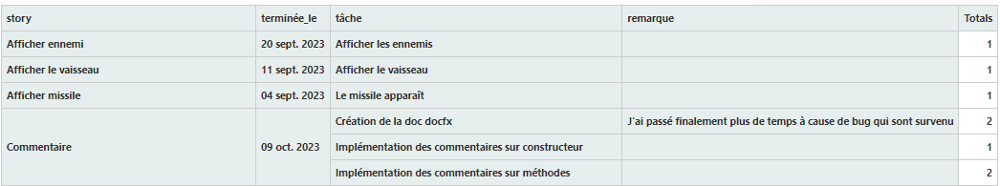 story terminée_le tâche remarque Totals
Afficher ennemi 20 sept. 2023 Afficher les ennemis 1
Afficher le vaisseau 11 sept. 2023 Afficher le vaisseau 1
Afficher missile 04 sept. 2023 Le missile apparaît 1
Commentaire 09 oct. 2023 Création de la doc docfx J'ai passé finalement plus de temps à cause de bug qui sont survenu 2
Implémentation des commentaires sur constructeur 1
Implémentation des commentaires sur méthodes 2